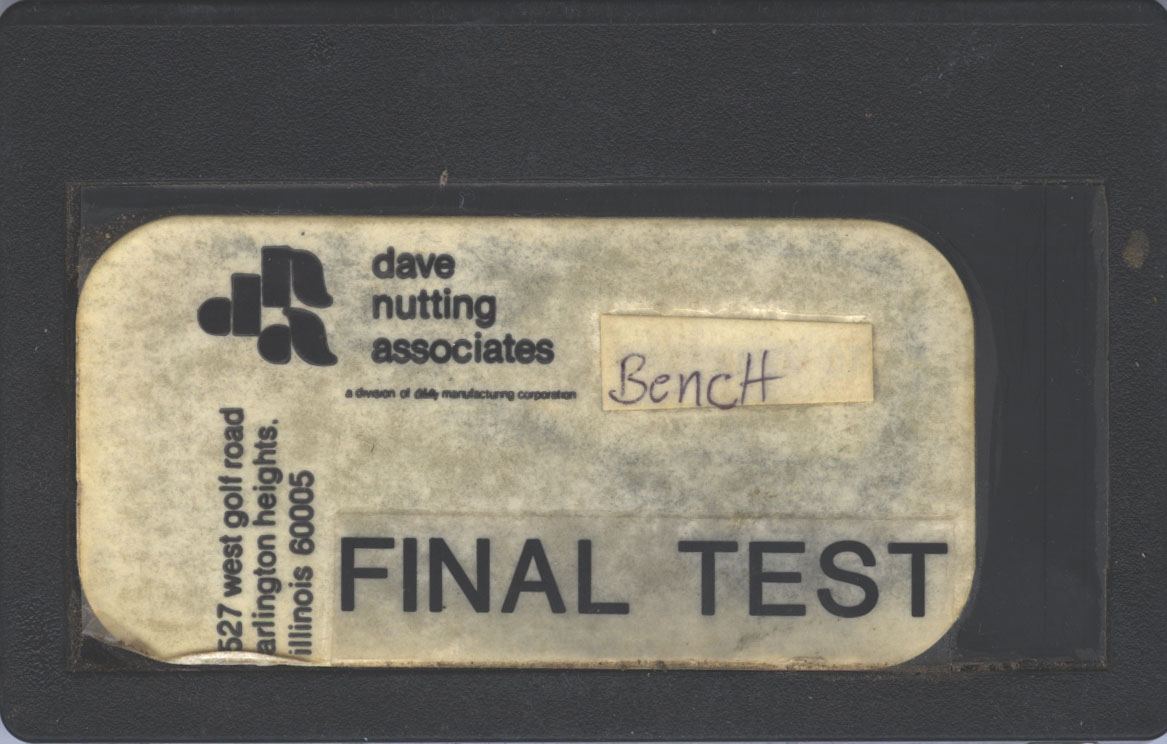 dave
nutting
associates
a division of Bally manufacturing corporation
BencH
527 west golf road
arlington heights,
illinois 60005
FINAL TEST